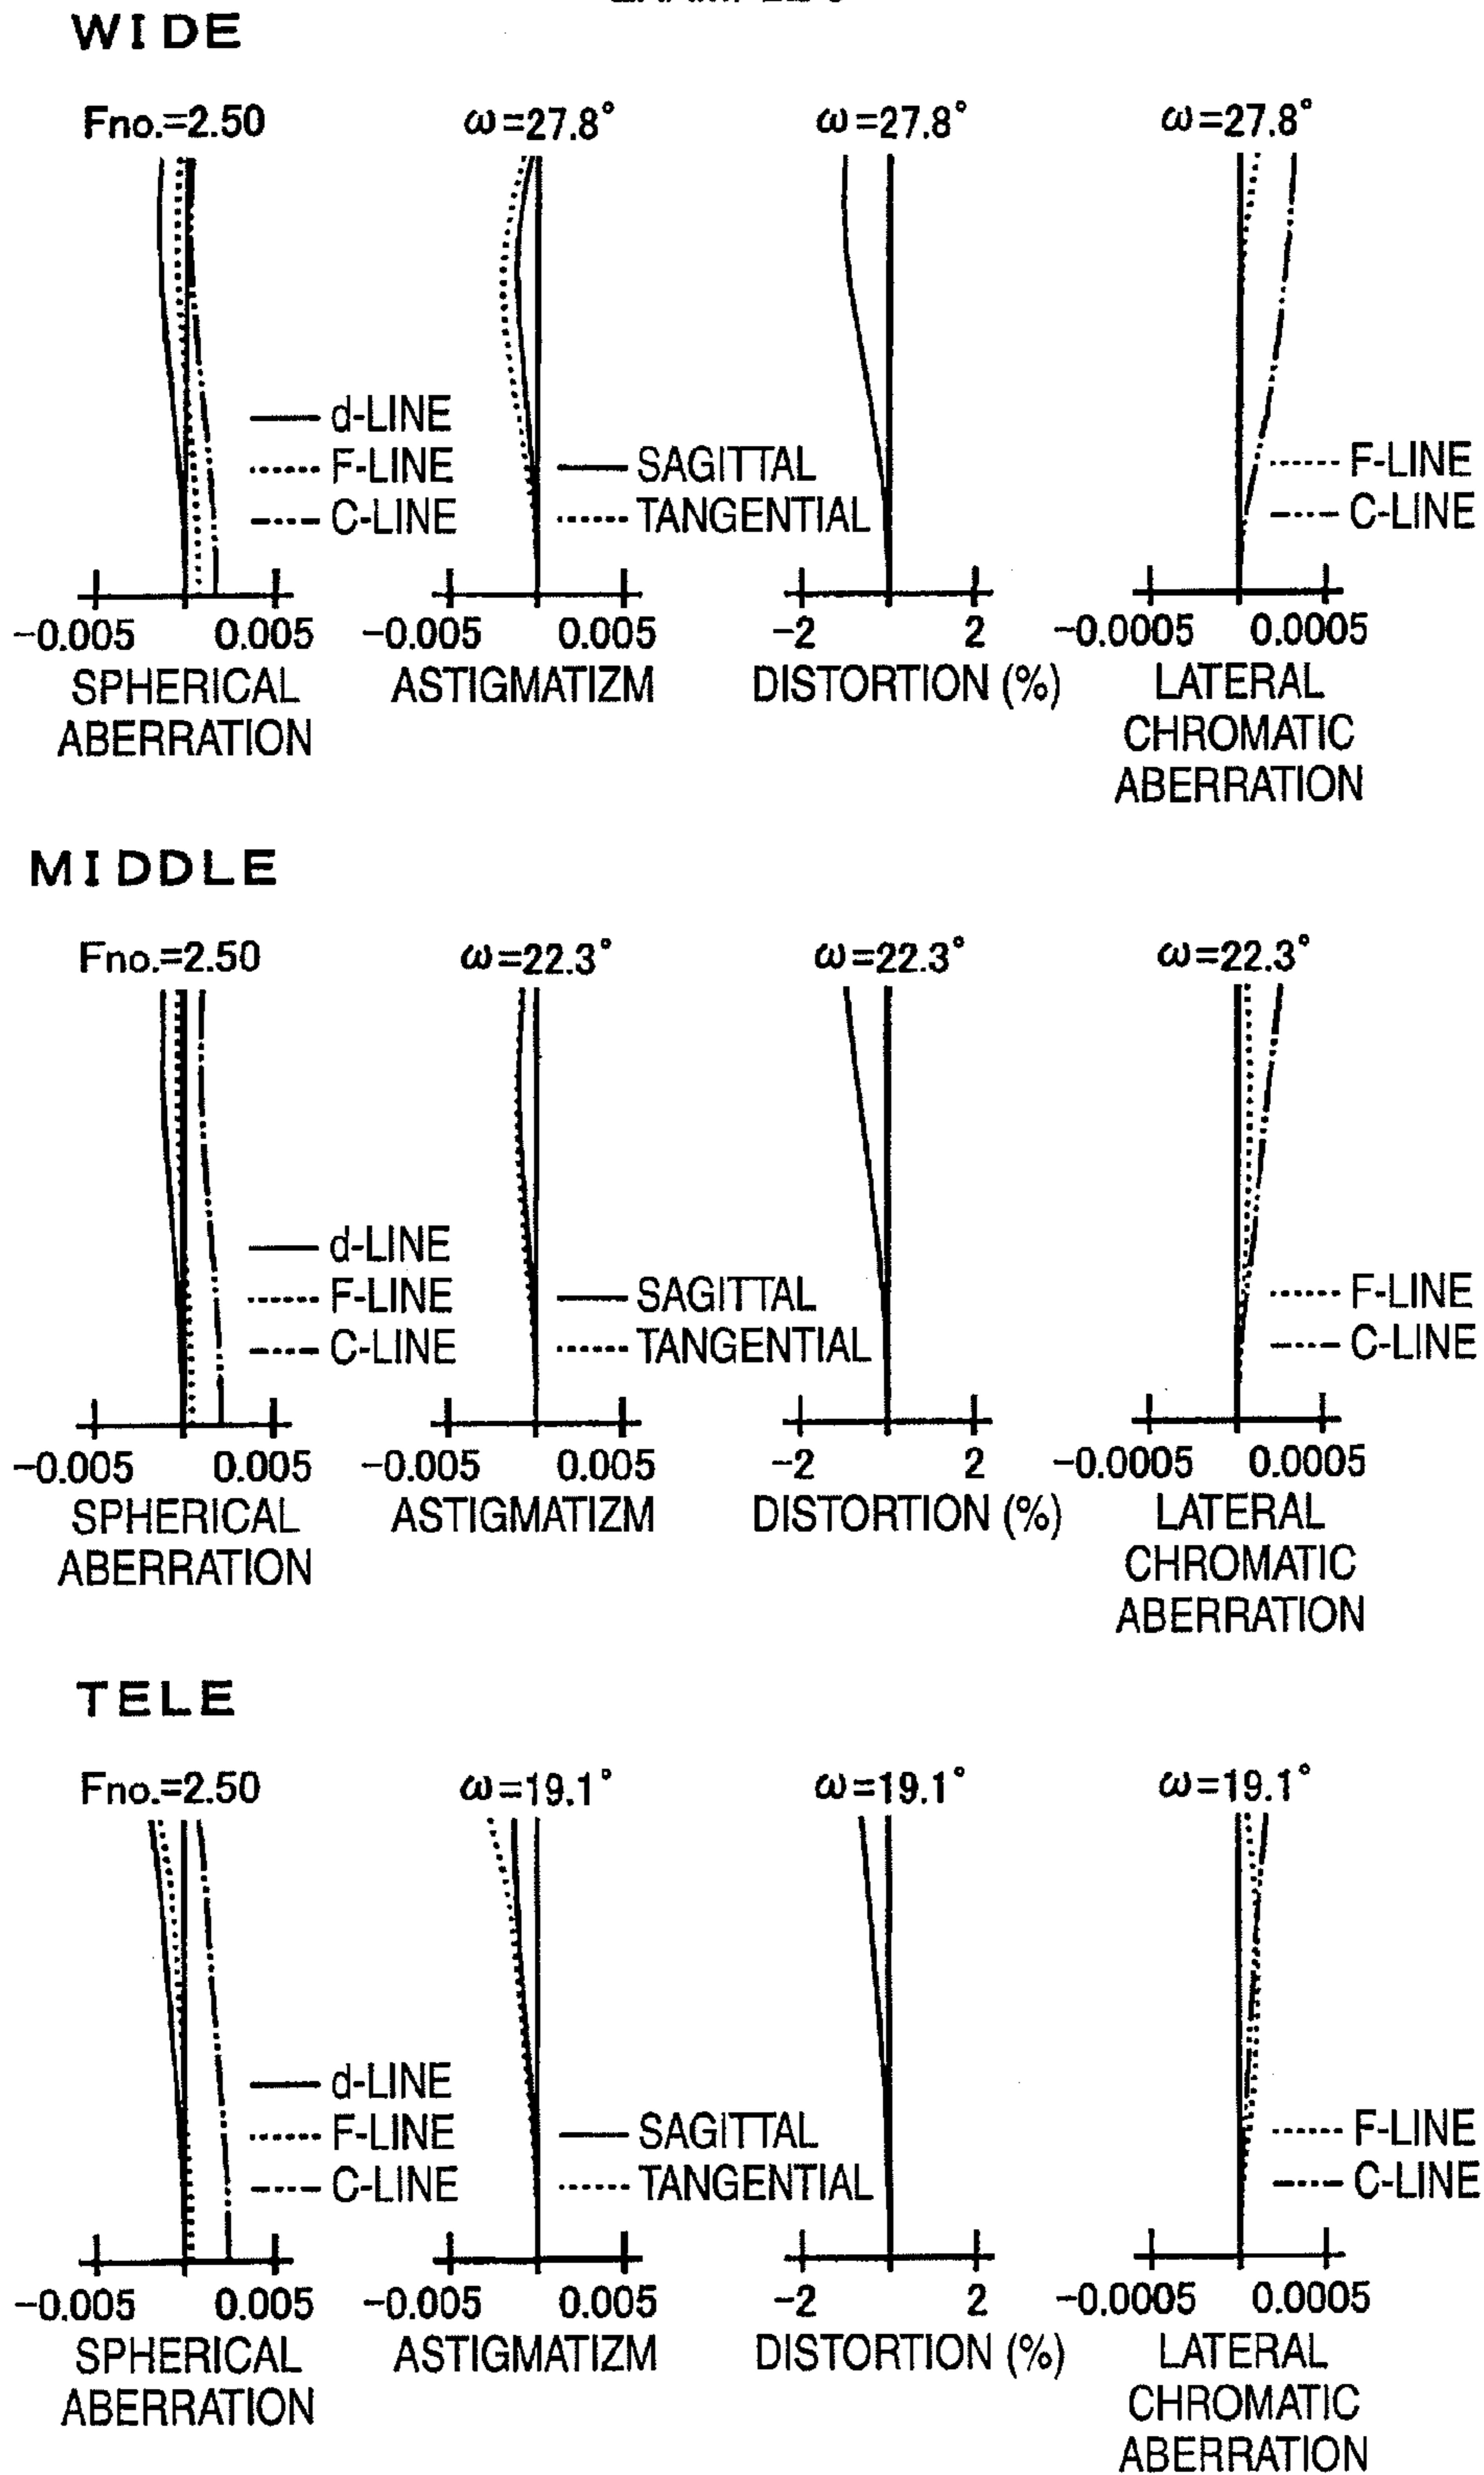 WIDE
Fno.=2.50
ω=27.8°
ω=27.8°
ω=27.8°
d-LINE
F-LINE
C-LINE
SAGITTAL
TANGENTIAL
F-LINE
C-LINE
-0.005 0.005
-0.005 0.005
-2 2
-0.0005 0.0005
SPHERICAL
ABERRATION
ASTIGMATIZM
DISTORTION (%)
LATERAL
CHROMATIC
ABERRATION
MIDDLE
Fno.=2.50
ω=22.3°
ω=22.3°
ω=22.3°
d-LINE
F-LINE
C-LINE
SAGITTAL
TANGENTIAL
F-LINE
C-LINE
-0.005 0.005
-0.005 0.005
-2 2
-0.0005 0.0005
SPHERICAL
ABERRATION
ASTIGMATIZM
DISTORTION (%)
LATERAL
CHROMATIC
ABERRATION
TELE
Fno.=2.50
ω=19.1°
ω=19.1°
ω=19.1°
d-LINE
F-LINE
C-LINE
SAGITTAL
TANGENTIAL
F-LINE
C-LINE
-0.005 0.005
-0.005 0.005
-2 2
-0.0005 0.0005
SPHERICAL
ABERRATION
ASTIGMATIZM
DISTORTION (%)
LATERAL
CHROMATIC
ABERRATION